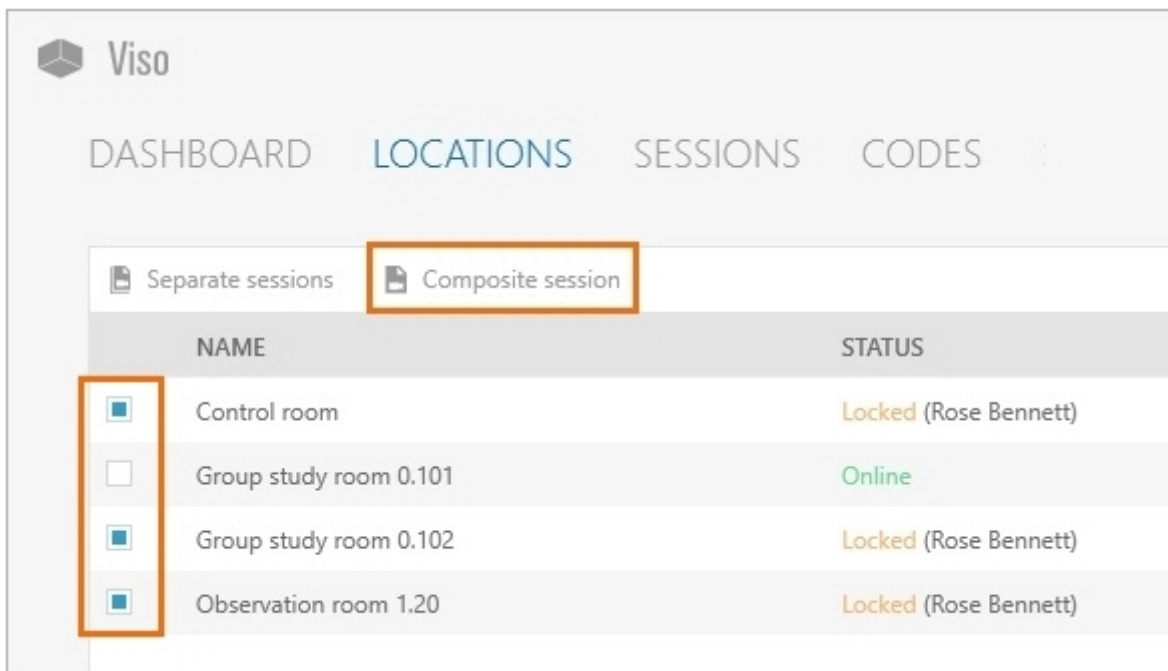 Viso
DASHBOARD LOCATIONS SESSIONS CODES
Separate sessions Composite session
NAME STATUS
Control room Locked (Rose Bennett)
Group study room 0.101 Online
Group study room 0.102 Locked (Rose Bennett)
Observation room 1.20 Locked (Rose Bennett)